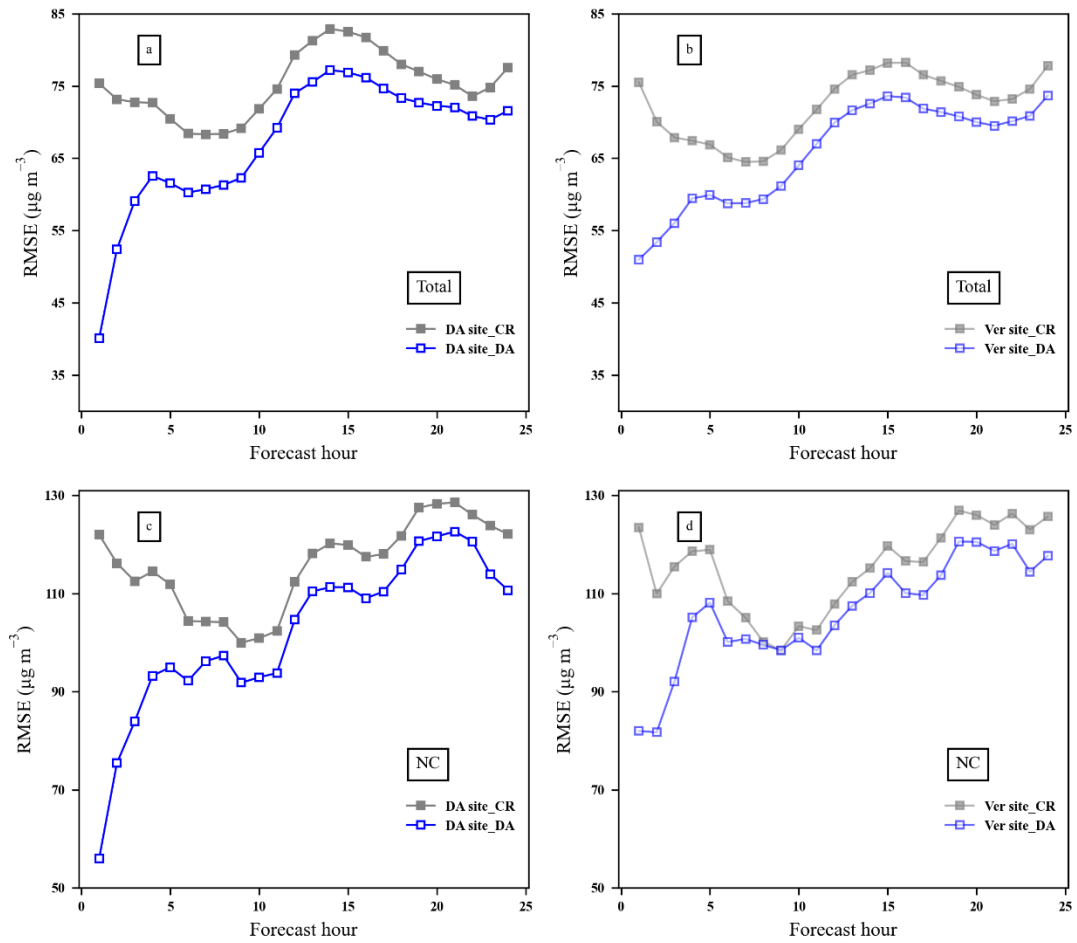 85
75
65
55
45
35
RMSE (µg m⁻³)
a
Total
DA site_CR
DA site_DA
0
5
10
15
20
25
Forecast hour
85
75
65
55
45
35
RMSE (µg m⁻³)
b
Total
Ver site_CR
Ver site_DA
0
5
10
15
20
25
Forecast hour
130
110
90
70
50
RMSE (µg m⁻³)
c
NC
DA site_CR
DA site_DA
0
5
10
15
20
25
Forecast hour
130
110
90
70
50
RMSE (µg m⁻³)
d
NC
Ver site_CR
Ver site_DA
0
5
10
15
20
25
Forecast hour